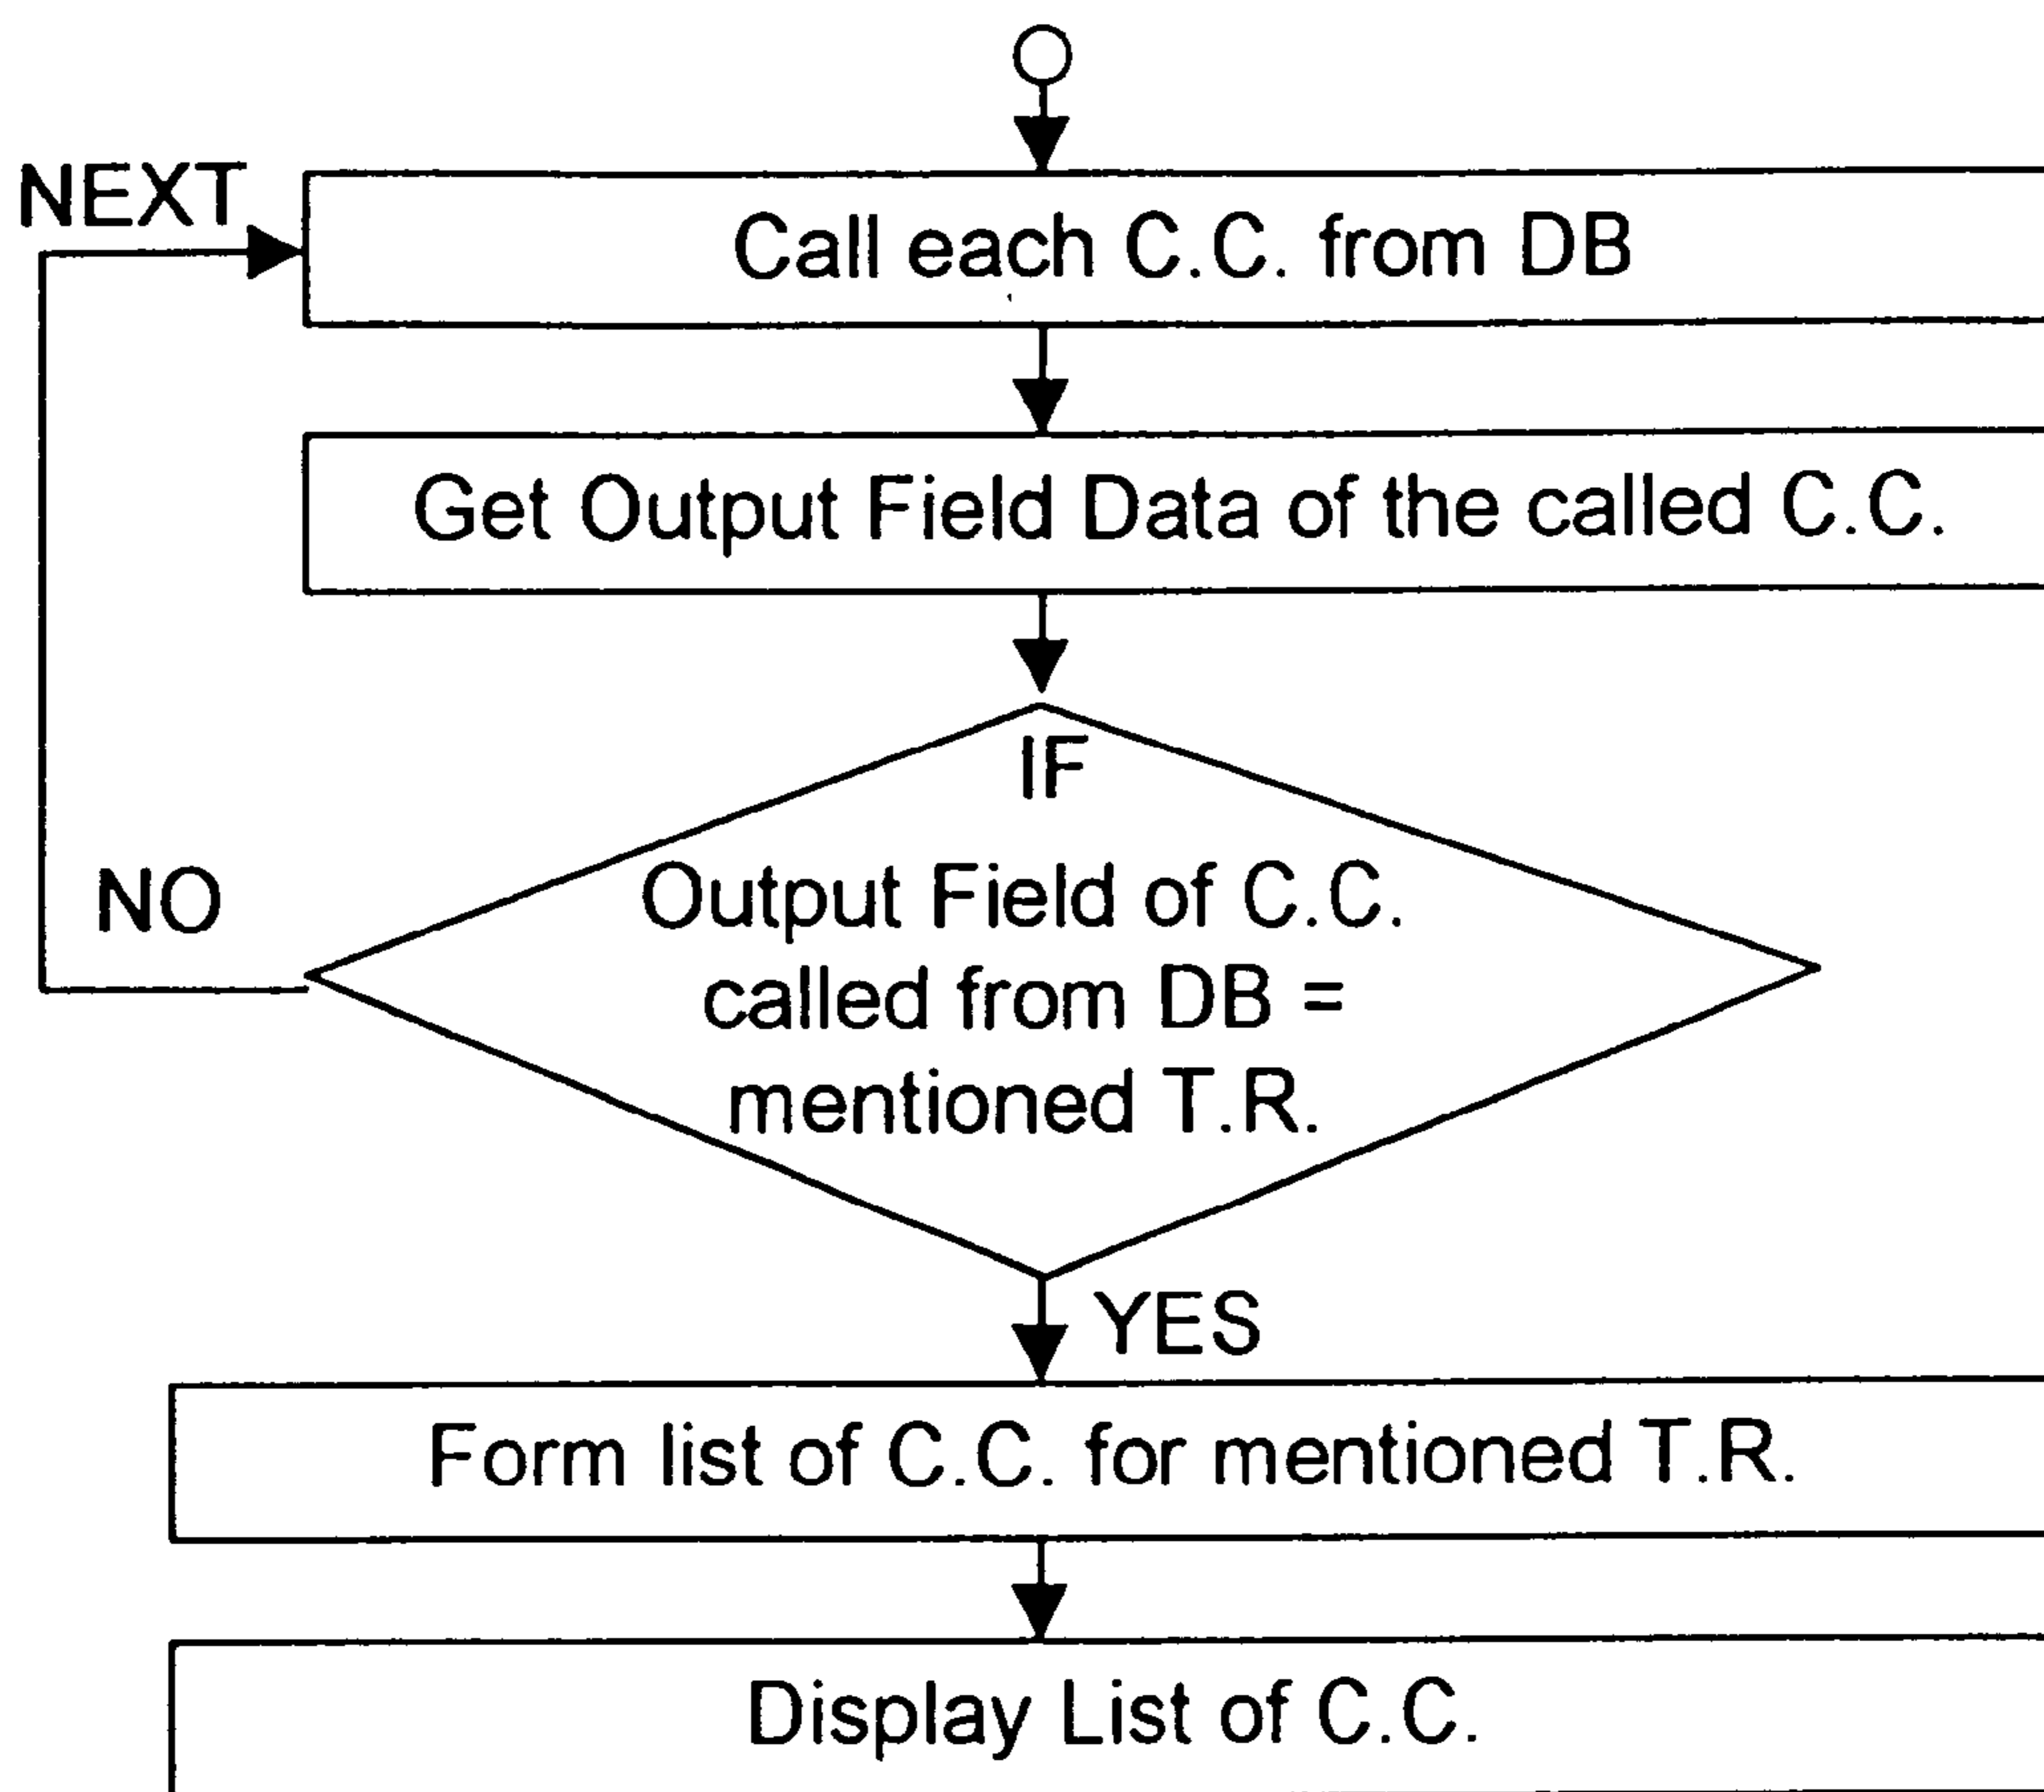 NEXT
Call each C.C. from DB
Get Output Field Data of the called C.C.
IF
Output Field of C.C.
called from DB =
mentioned T.R.
NO
YES
Form list of C.C. for mentioned T.R.
Display List of C.C.